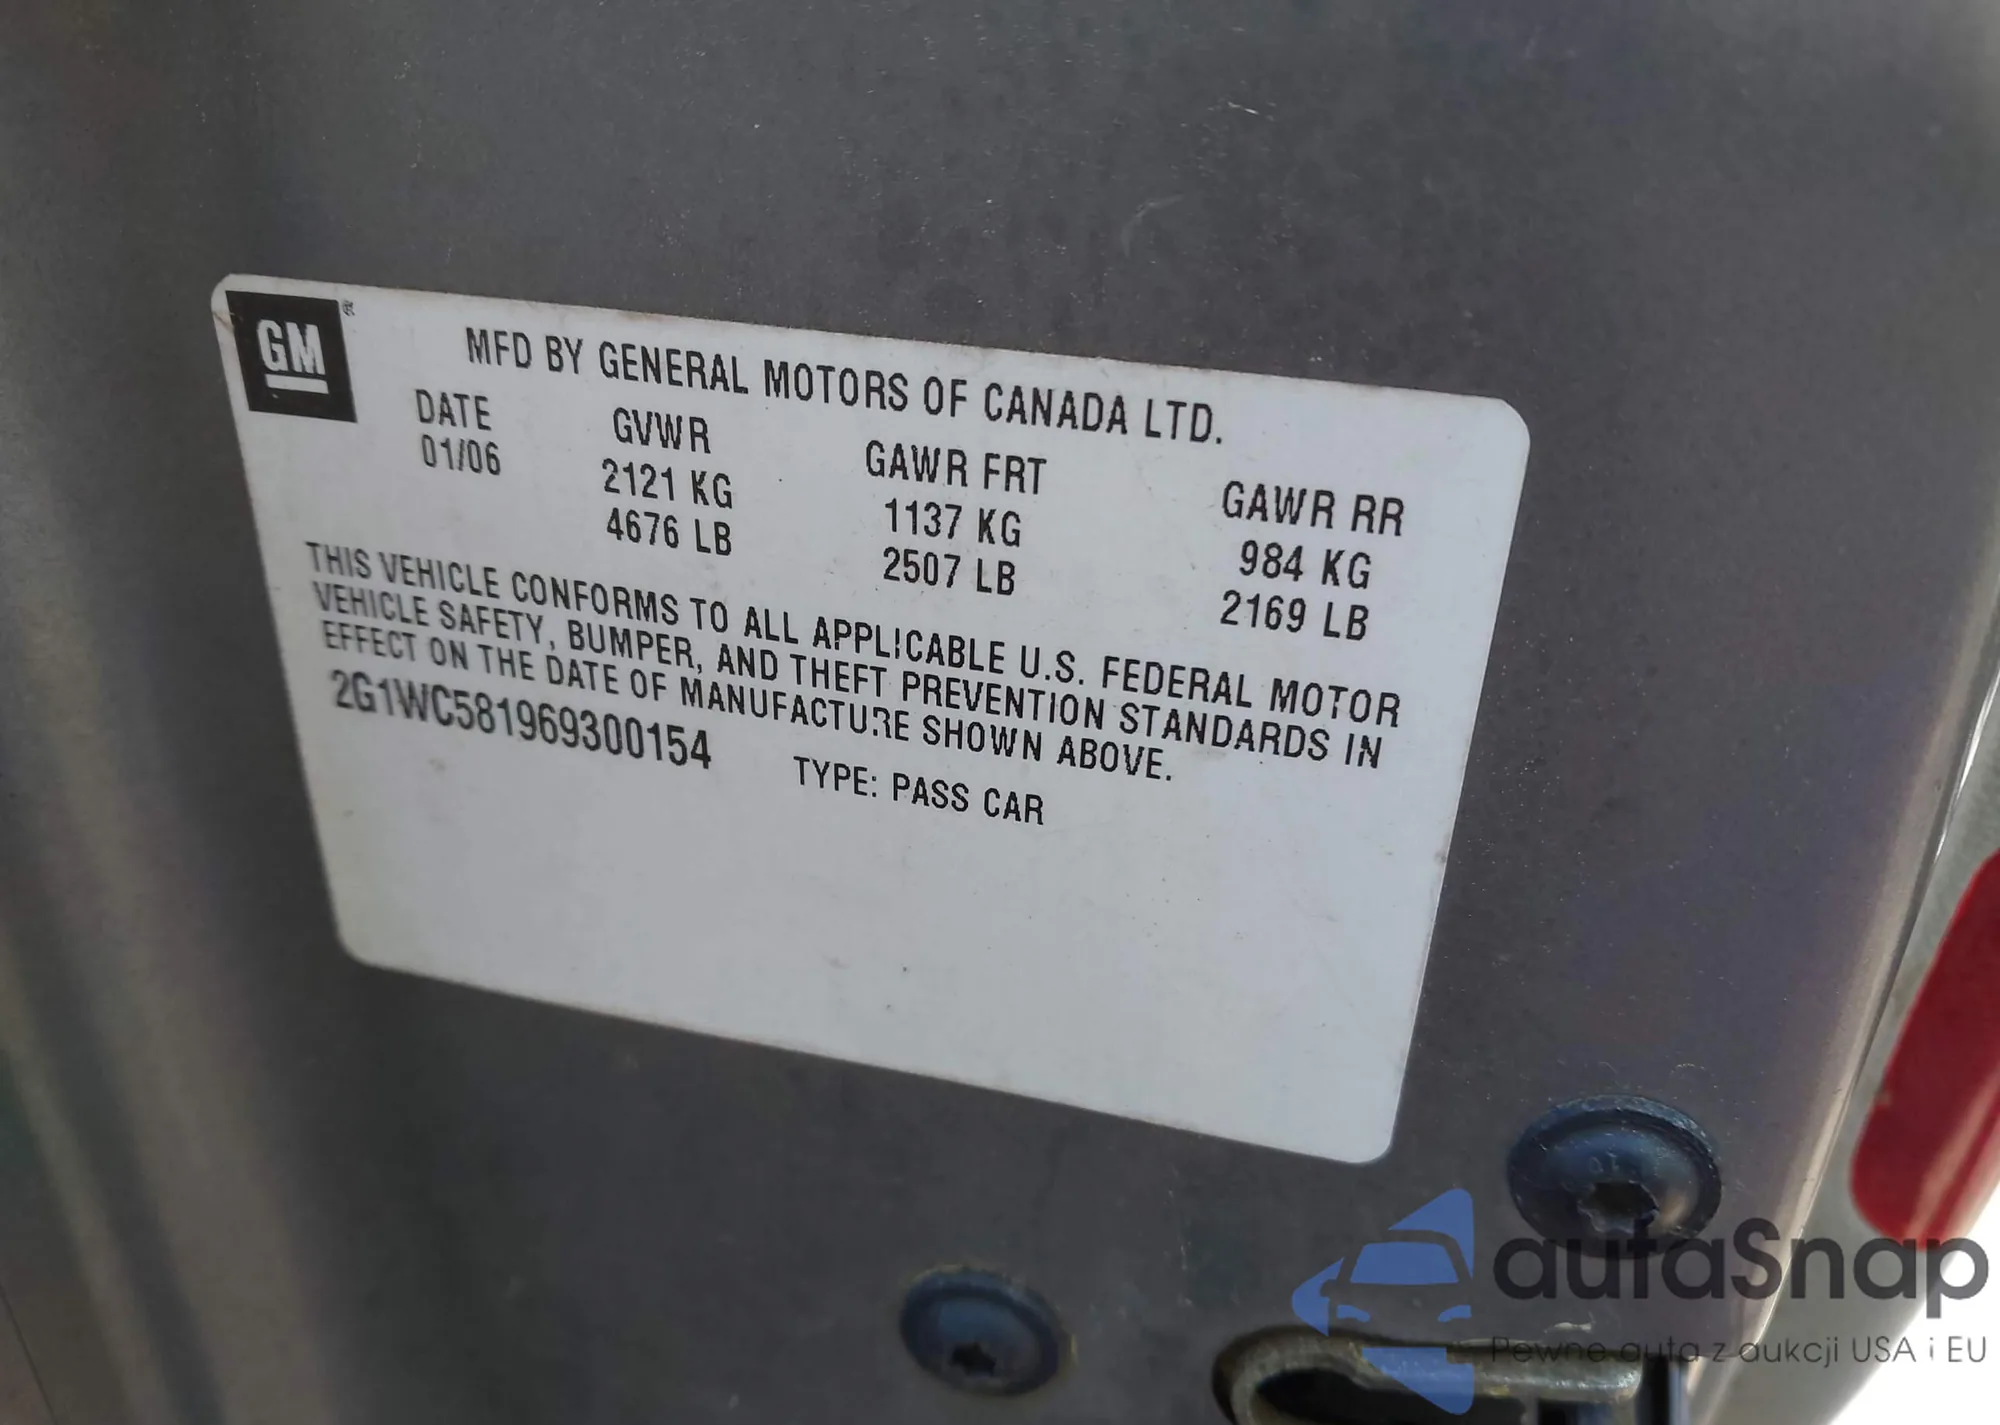 GM
MFD BY GENERAL MOTORS OF CANADA LTD.
DATE GVWR GAWR FRT GAWR RR
01/06 2121 KG 1137 KG 984 KG
4676 LB 2507 LB 2169 LB
THIS VEHICLE CONFORMS TO ALL APPLICABLE U.S. FEDERAL MOTOR
VEHICLE SAFETY, BUMPER, AND THEFT PREVENTION STANDARDS IN
EFFECT ON THE DATE OF MANUFACTURE SHOWN ABOVE.
2G1WC581969300154 TYPE: PASS CAR
autaSnap
Pewne auta z aukcji USA i EU